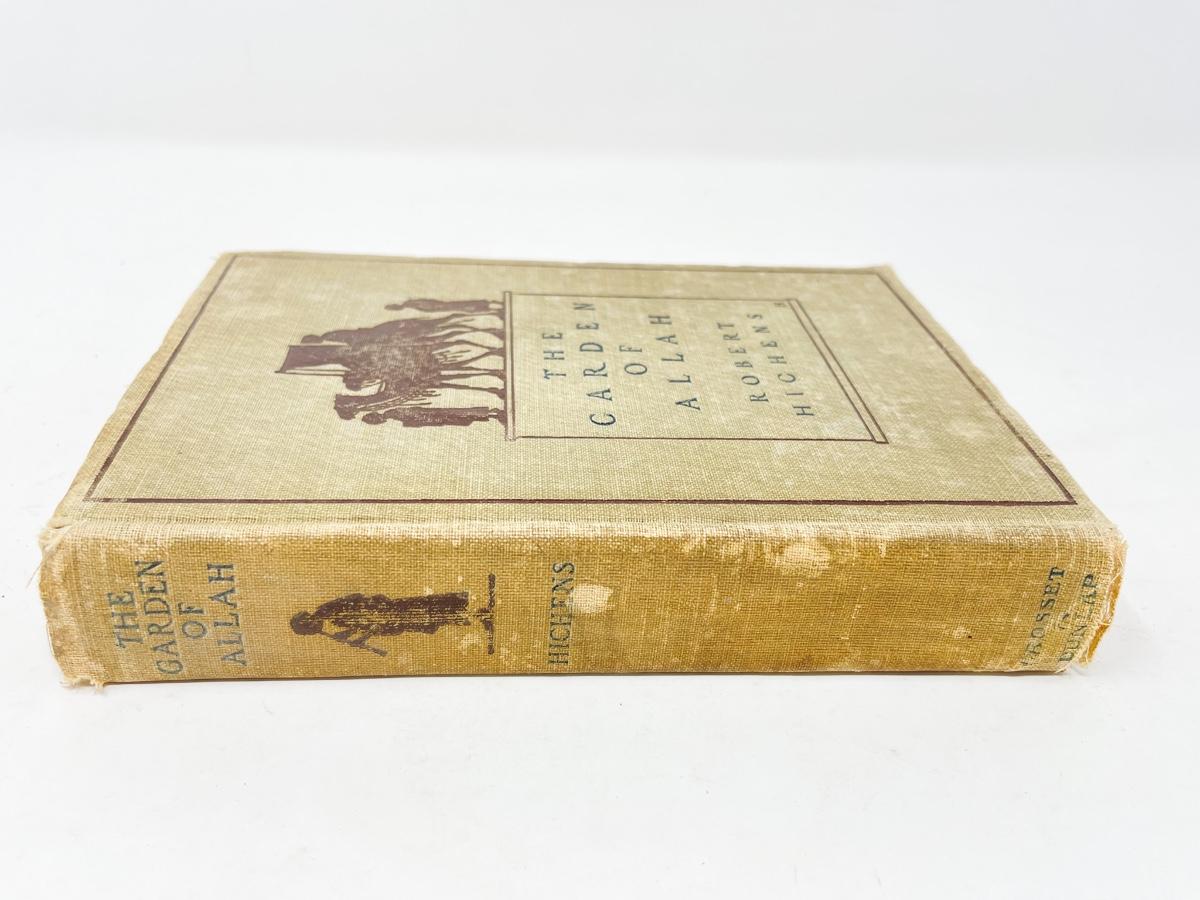 THE
GARDEN
OF
ALLAH
ROBERT
HICHENS
THE
GARDEN
OF
ALLAH
HICHENS
GROSSET
&
DUNLAP